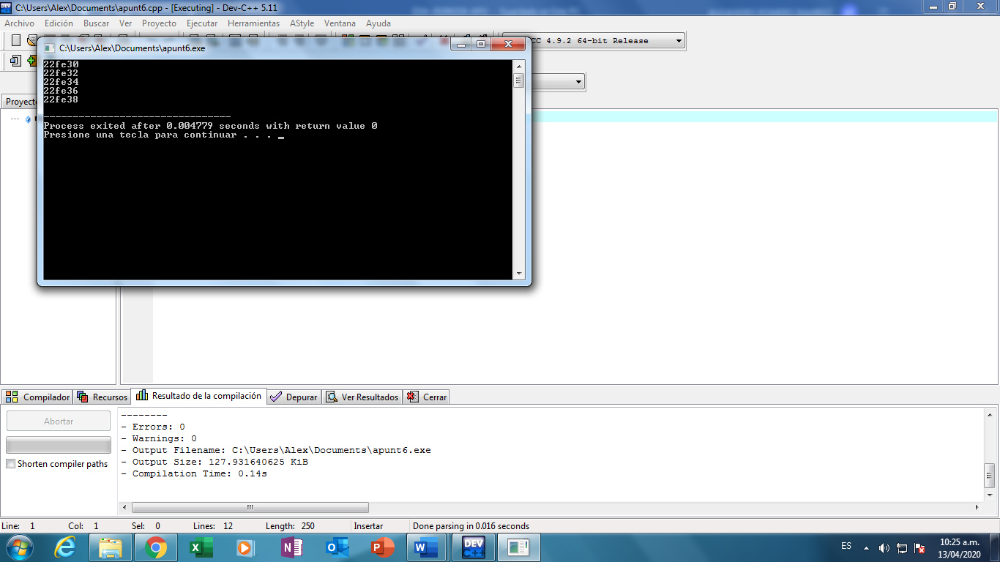 C:\Users\Alex\Documents\apunt6.cpp - [Executing] - Dev-C++ 5.11
Archivo Edición Buscar Ver Proyecto Ejecutar Herramientas AStyle Ventana Ayuda
C:\Users\Alex\Documents\apunt6.exe
CC 4.9.2 64-bit Release
22fe30
22fe32
22fe34
22fe36
22fe38
--------------------------------
Process exited after 0.004779 seconds with return value 0
Presione una tecla para continuar . . .
Proyecto
Compilador Recursos Resultado de la compilación Depurar Ver Resultados Cerrar
Abortar
Shorten compiler paths
--------
- Errors: 0
- Warnings: 0
- Output Filename: C:\Users\Alex\Documents\apunt6.exe
- Output Size: 127.931640625 KiB
- Compilation Time: 0.14s
Line: 1 Col: 1 Sel: 0 Lines: 12 Length: 250 Insertar Done parsing in 0.016 seconds
DEV C++
ES
10:25 a.m.
13/04/2020